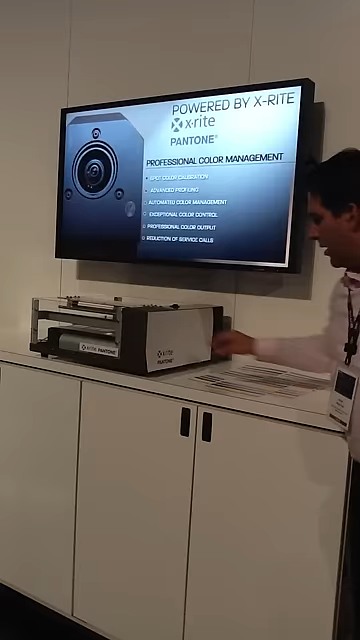 POWERED BY X-RITE
x·rite
PANTONE®
PROFESSIONAL COLOR MANAGEMENT
SPOT COLOR CALIBRATION
ADVANCED PROFILING
AUTOMATED COLOR MANAGEMENT
EXCEPTIONAL COLOR CONTROL
PROFESSIONAL COLOR OUTPUT
REDUCTION OF SERVICE CALLS
x·rite PANTONE
x·rite
PANTONE